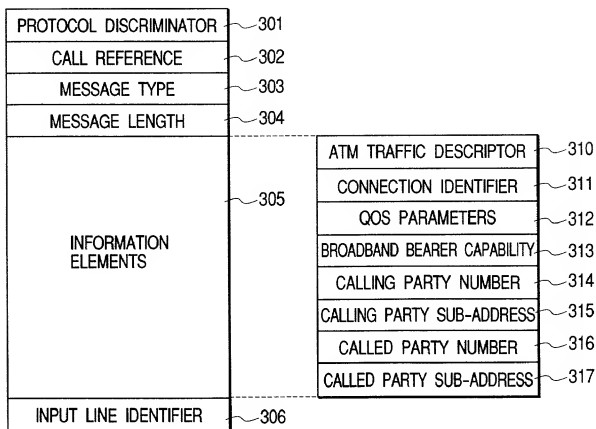 PROTOCOL DISCRIMINATOR 301
CALL REFERENCE 302
MESSAGE TYPE 303
MESSAGE LENGTH 304
INFORMATION
ELEMENTS
305
ATM TRAFFIC DESCRIPTOR 310
CONNECTION IDENTIFIER 311
QOS PARAMETERS 312
BROADBAND BEARER CAPABILITY 313
CALLING PARTY NUMBER 314
CALLING PARTY SUB-ADDRESS 315
CALLED PARTY NUMBER 316
CALLED PARTY SUB-ADDRESS 317
INPUT LINE IDENTIFIER 306